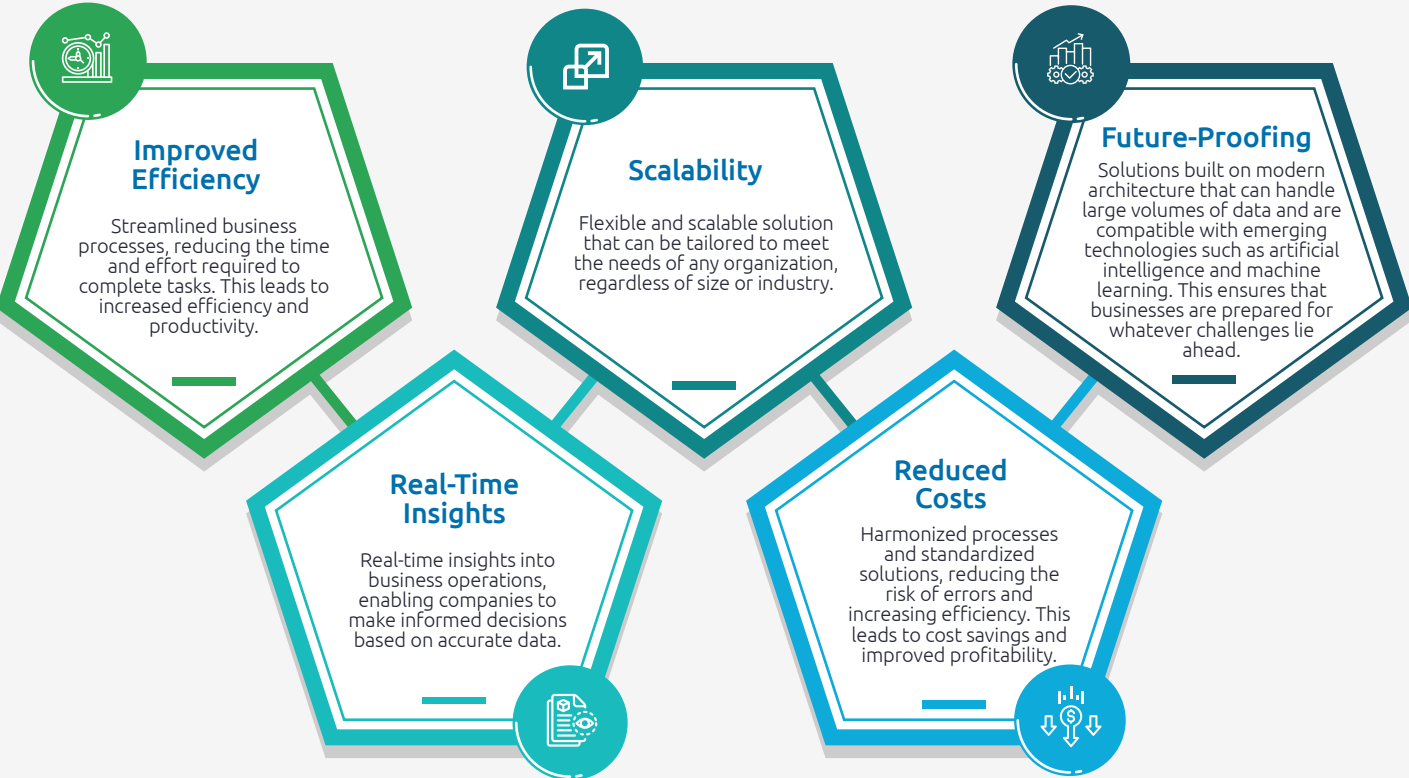 Improved
Efficiency
Streamlined business
processes, reducing the time
and effort required to
complete tasks. This leads to
increased efficiency and
productivity.
Real-Time
Insights
Real-time insights into
business operations,
enabling companies to
make informed decisions
based on accurate data.
Scalability
Flexible and scalable solution
that can be tailored to meet
the needs of any organization,
regardless of size or industry.
Reduced
Costs
Harmonized processes
and standardized
solutions, reducing the
risk of errors and
increasing efficiency. This
leads to cost savings and
improved profitability.
Future-Proofing
Solutions built on modern
architecture that can handle
large volumes of data and are
compatible with emerging
technologies such as artificial
intelligence and machine
learning. This ensures that
businesses are prepared for
whatever challenges lie
ahead.